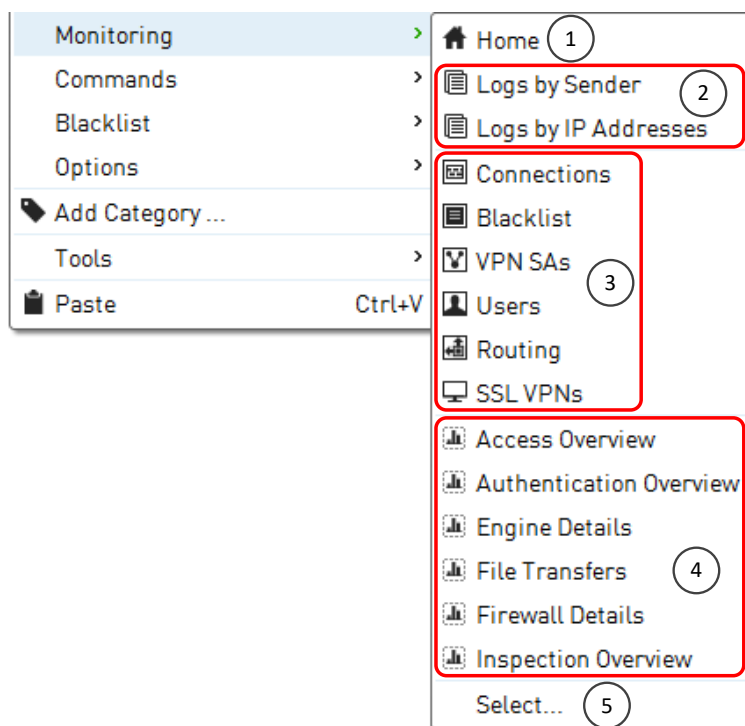 Monitoring
Commands
Blacklist
Options
Add Category ...
Tools
Paste Ctrl+V
Home 1
Logs by Sender 2
Logs by IP Addresses
Connections
Blacklist
VPN SAs
3
Users
Routing
SSL VPNs
Access Overview
Authentication Overview
Engine Details
File Transfers 4
Firewall Details
Inspection Overview
Select... 5